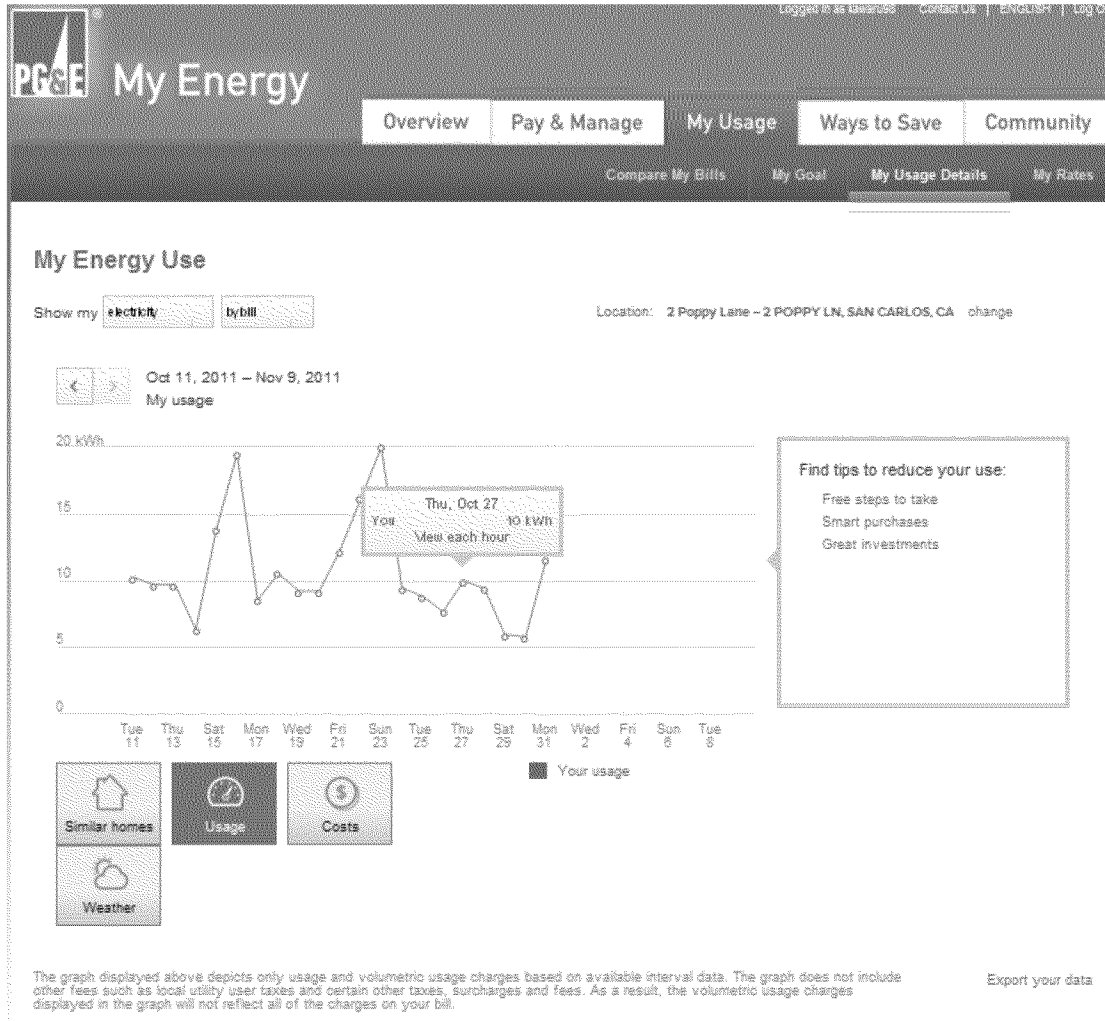 Logged in as Contact Us | ENGLISH | Log
PG&E ® My Energy
Overview Pay & Manage My Usage Ways to Save Community
Compare My Bills My Goal My Usage Details My Rates
My Energy Use
Show my electricity by bill Location: 2 Poppy Lane – 2 POPPY LN, SAN CARLOS, CA change
< > Oct 11, 2011 – Nov 9, 2011
My usage
20 kWh
15
10
5
0
Thu, Oct 27
You 10 kWh
View each hour
Tue Thu Sat Mon Wed Fri Sun Tue Thu Sat Mon Wed Fri Sun Tue
11 13 15 17 19 21 23 25 27 29 31 2 4 6 8
Your usage
Find tips to reduce your use:
Free steps to take
Smart purchases
Great investments
Similar homes Usage $ Costs
Weather
The graph displayed above depicts only usage and volumetric usage charges based on available interval data. The graph does not include
other fees such as local utility user taxes and certain other taxes, surcharges and fees. As a result, the volumetric usage charges
displayed in the graph will not reflect all of the charges on your bill.
Export your data